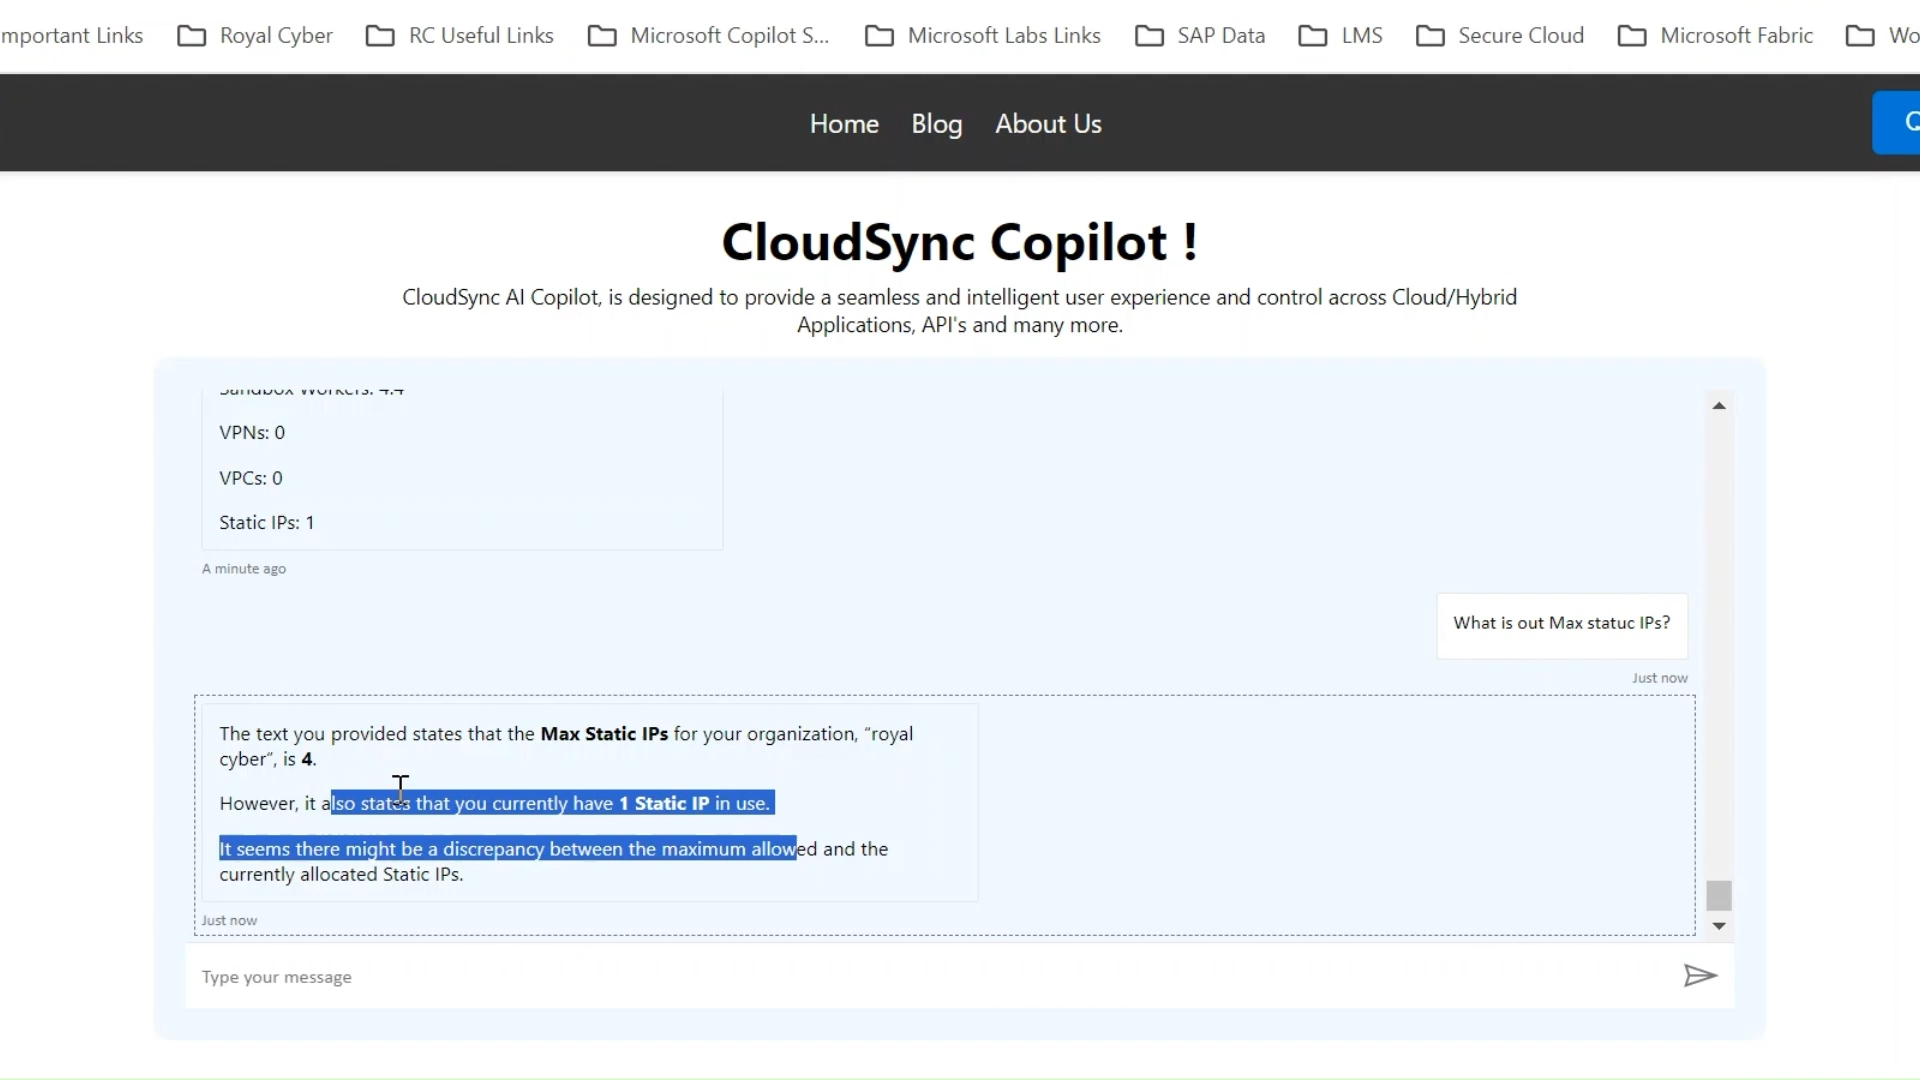 mportant Links Royal Cyber RC Useful Links Microsoft Copilot S... Microsoft Labs Links SAP Data LMS Secure Cloud Microsoft Fabric Wo
Home Blog About Us
CloudSync Copilot !
CloudSync AI Copilot, is designed to provide a seamless and intelligent user experience and control across Cloud/Hybrid
Applications, API's and many more.
Sandbox Workers: 4.4
VPNs: 0
VPCs: 0
Static IPs: 1
A minute ago
What is out Max statuc IPs?
Just now
The text you provided states that the Max Static IPs for your organization, “royal
cyber”, is 4.
However, it also states that you currently have 1 Static IP in use.
It seems there might be a discrepancy between the maximum allowed and the
currently allocated Static IPs.
Just now
Type your message